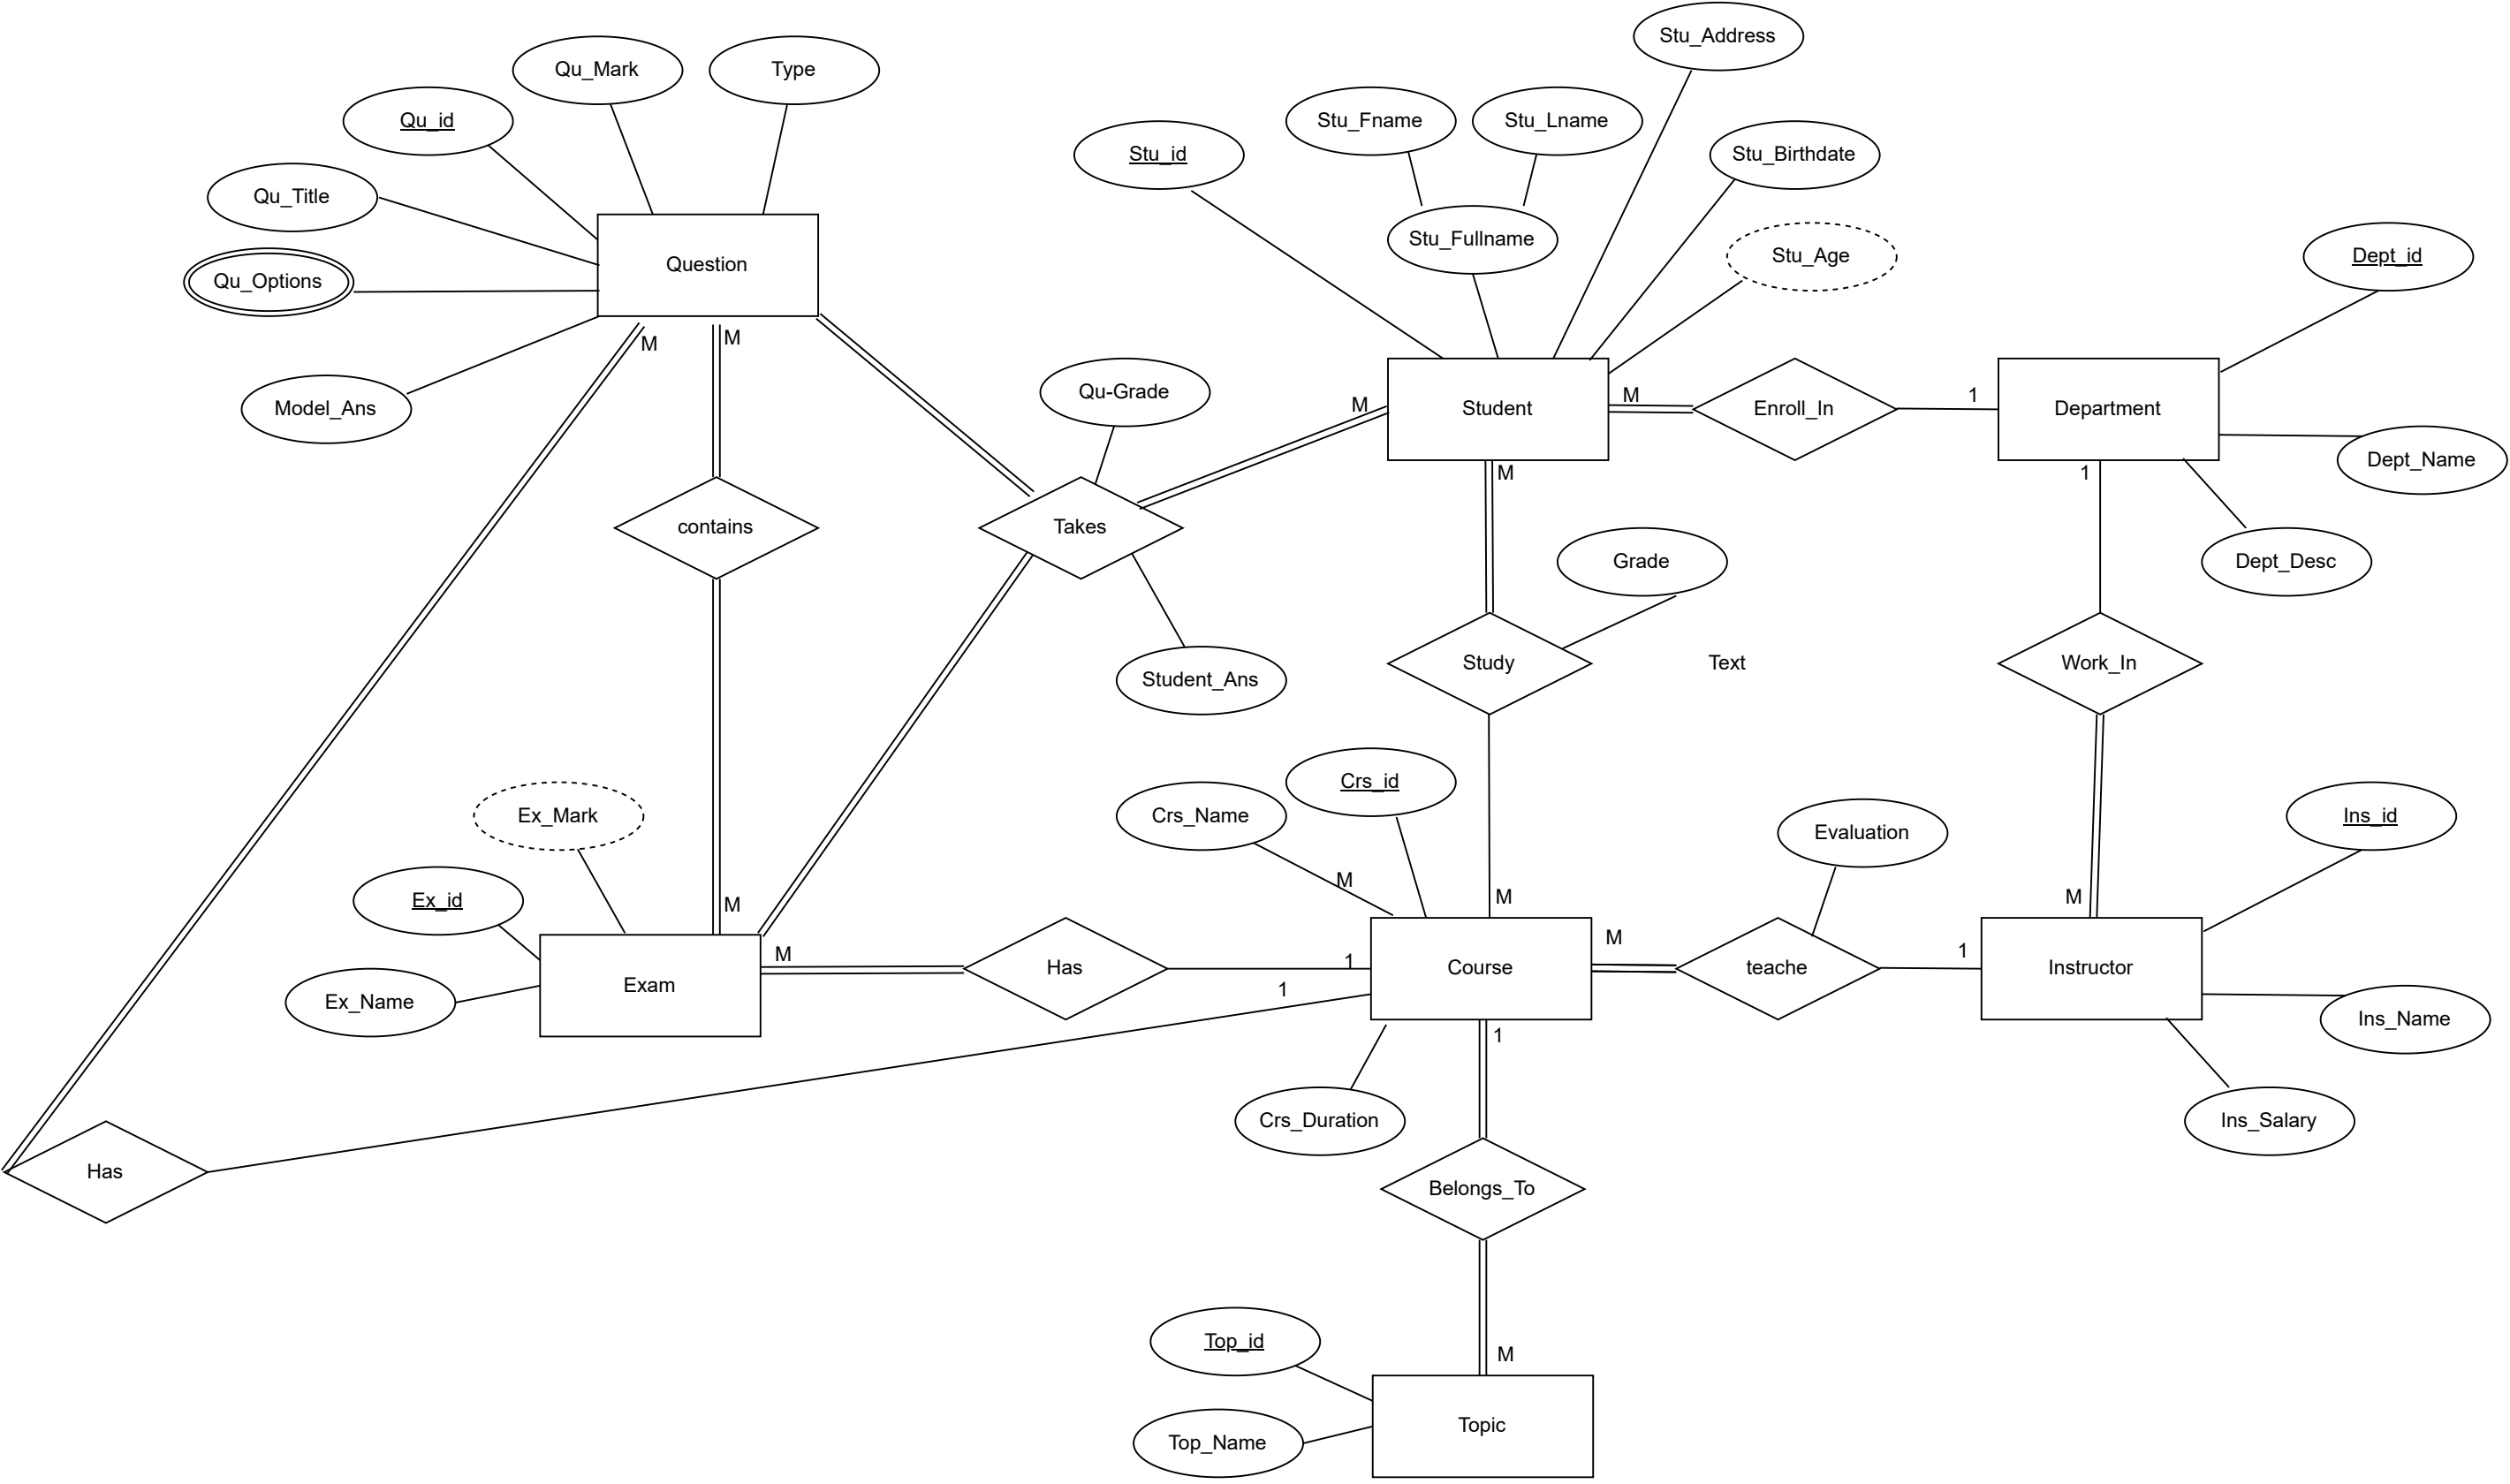 Stu_Address
Qu_Mark
Type
Qu_id
Stu_Fname
Stu_Lname
Stu_id
Stu_Birthdate
Qu_Title
Stu_Fullname
Stu_Age
Dept_id
Question
Qu_Options
M
M
Qu-Grade
M
M
1
Model_Ans
Student
Enroll_In
Department
Dept_Name
M
1
contains
Takes
Grade
Dept_Desc
Study
Text
Work_In
Student_Ans
Crs_id
Ex_Mark
Crs_Name
Evaluation
Ins_id
M
Ex_id
M
M
M
M
M
1
1
Has
Course
teache
Instructor
Exam
1
Ex_Name
Ins_Name
1
Crs_Duration
Ins_Salary
Has
Belongs_To
Top_id
M
Topic
Top_Name